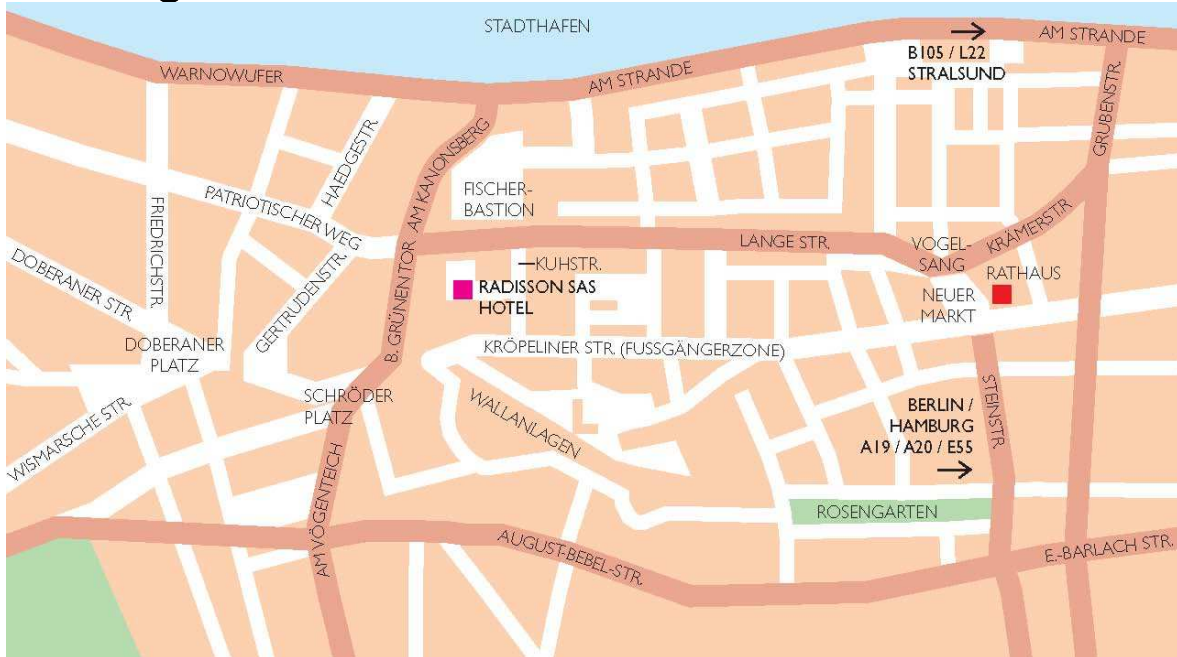 STADTHAFEN
AM STRANDE
B105 / L22
STRALSUND
WARNOWUFER
AM STRANDE
GRUBENSTR.
HAEDGESTR.
AM KANONSBERG
FISCHER-
BASTION
PATRIOTISCHER WEG
FRIEDRICHSTR.
LANGE STR.
VOGEL-
SANG
KRÄMERSTR.
DOBERANER STR.
GERTRUDENSTR.
B. GRÜNEN TOR
KUHSTR.
RADISSON SAS
HOTEL
RATHAUS
NEUER
MARKT
DOBERANER
PLATZ
KRÖPELINER STR. (FUSSGÄNGERZONE)
SCHRÖDER
PLATZ
WALLANLAGEN
STEINSTR.
WISMARSCHE STR.
BERLIN /
HAMBURG
A19 / A20 / E55
AM VÖGENTEICH
ROSENGARTEN
AUGUST-BEBEL-STR.
E.-BARLACH STR.